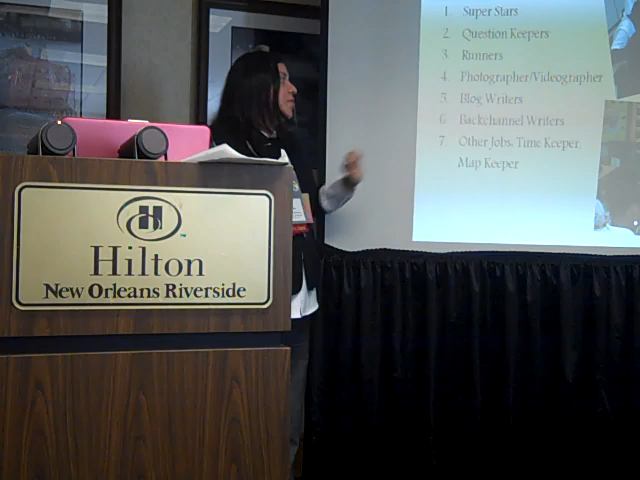 H
Hilton
New Orleans Riverside
1. Super Stars
2. Question Keepers
3. Runners
4. Photographer/Videographer
5. Blog Writers
6. Backchannel Writers
7. Other Jobs: Time Keeper,
Map Keeper